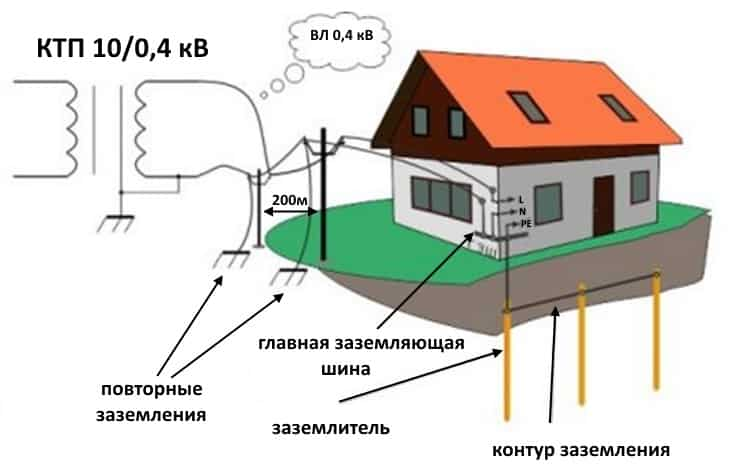 КТП 10/0,4 кВ
ВЛ 0,4 кВ
200м
L
N
PE
главная заземляющая
шина
повторные
заземления
заземлитель
контур заземления